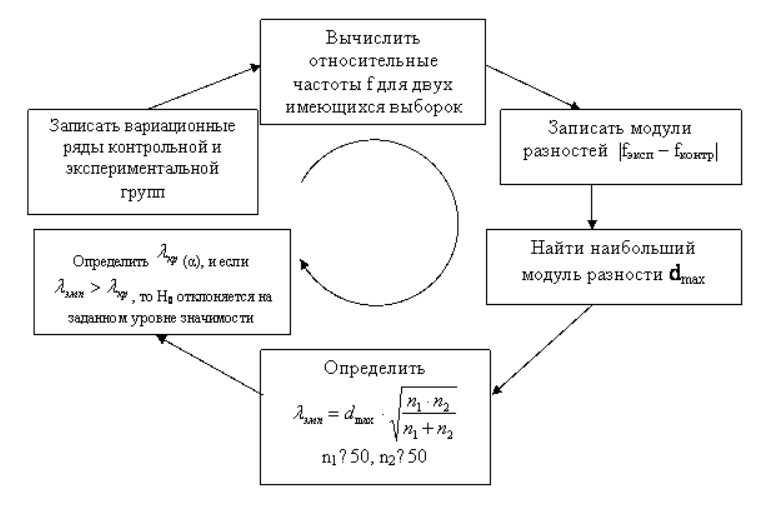 Записать вариационные
ряды контрольной и
экспериментальной
групп
Вычислить
относительные
частоты f для двух
имеющихся выборок
Записать модули
разностей |fэксп – fконтр|
Найти наибольший
модуль разности dmax
Определить
λэмп = dmax · √((n1 · n2)/(n1 + n2))
n1?50, n2?50
Определить λкр (α), и если
λэмп > λкр, то H0 отклоняется на
заданном уровне значимости